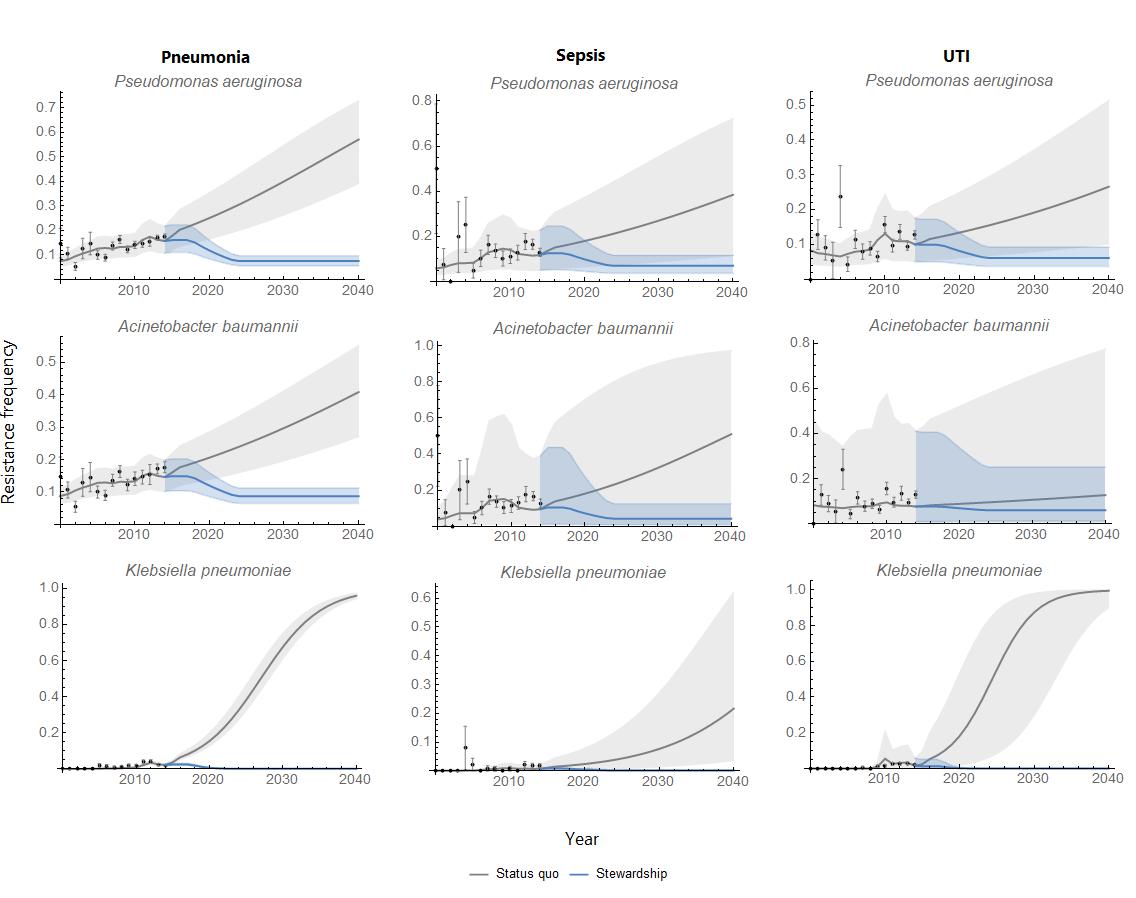 Pneumonia Sepsis UTI
Pseudomonas aeruginosa Pseudomonas aeruginosa Pseudomonas aeruginosa
0.7 0.6 0.5 0.4 0.3 0.2 0.1
2010 2020 2030 2040
0.8 0.6 0.4 0.2
2010 2020 2030 2040
0.5 0.4 0.3 0.2 0.1
2010 2020 2030 2040
Resistance frequency
Acinetobacter baumannii Acinetobacter baumannii Acinetobacter baumannii
0.5 0.4 0.3 0.2 0.1
2010 2020 2030 2040
1.0 0.8 0.6 0.4 0.2
2010 2020 2030 2040
0.8 0.6 0.4 0.2
2010 2020 2030 2040
Klebsiella pneumoniae Klebsiella pneumoniae Klebsiella pneumoniae
1.0 0.8 0.6 0.4 0.2
2010 2020 2030 2040
0.6 0.5 0.4 0.3 0.2 0.1
2010 2020 2030 2040
1.0 0.8 0.6 0.4 0.2
2010 2020 2030 2040
Year
Status quo Stewardship